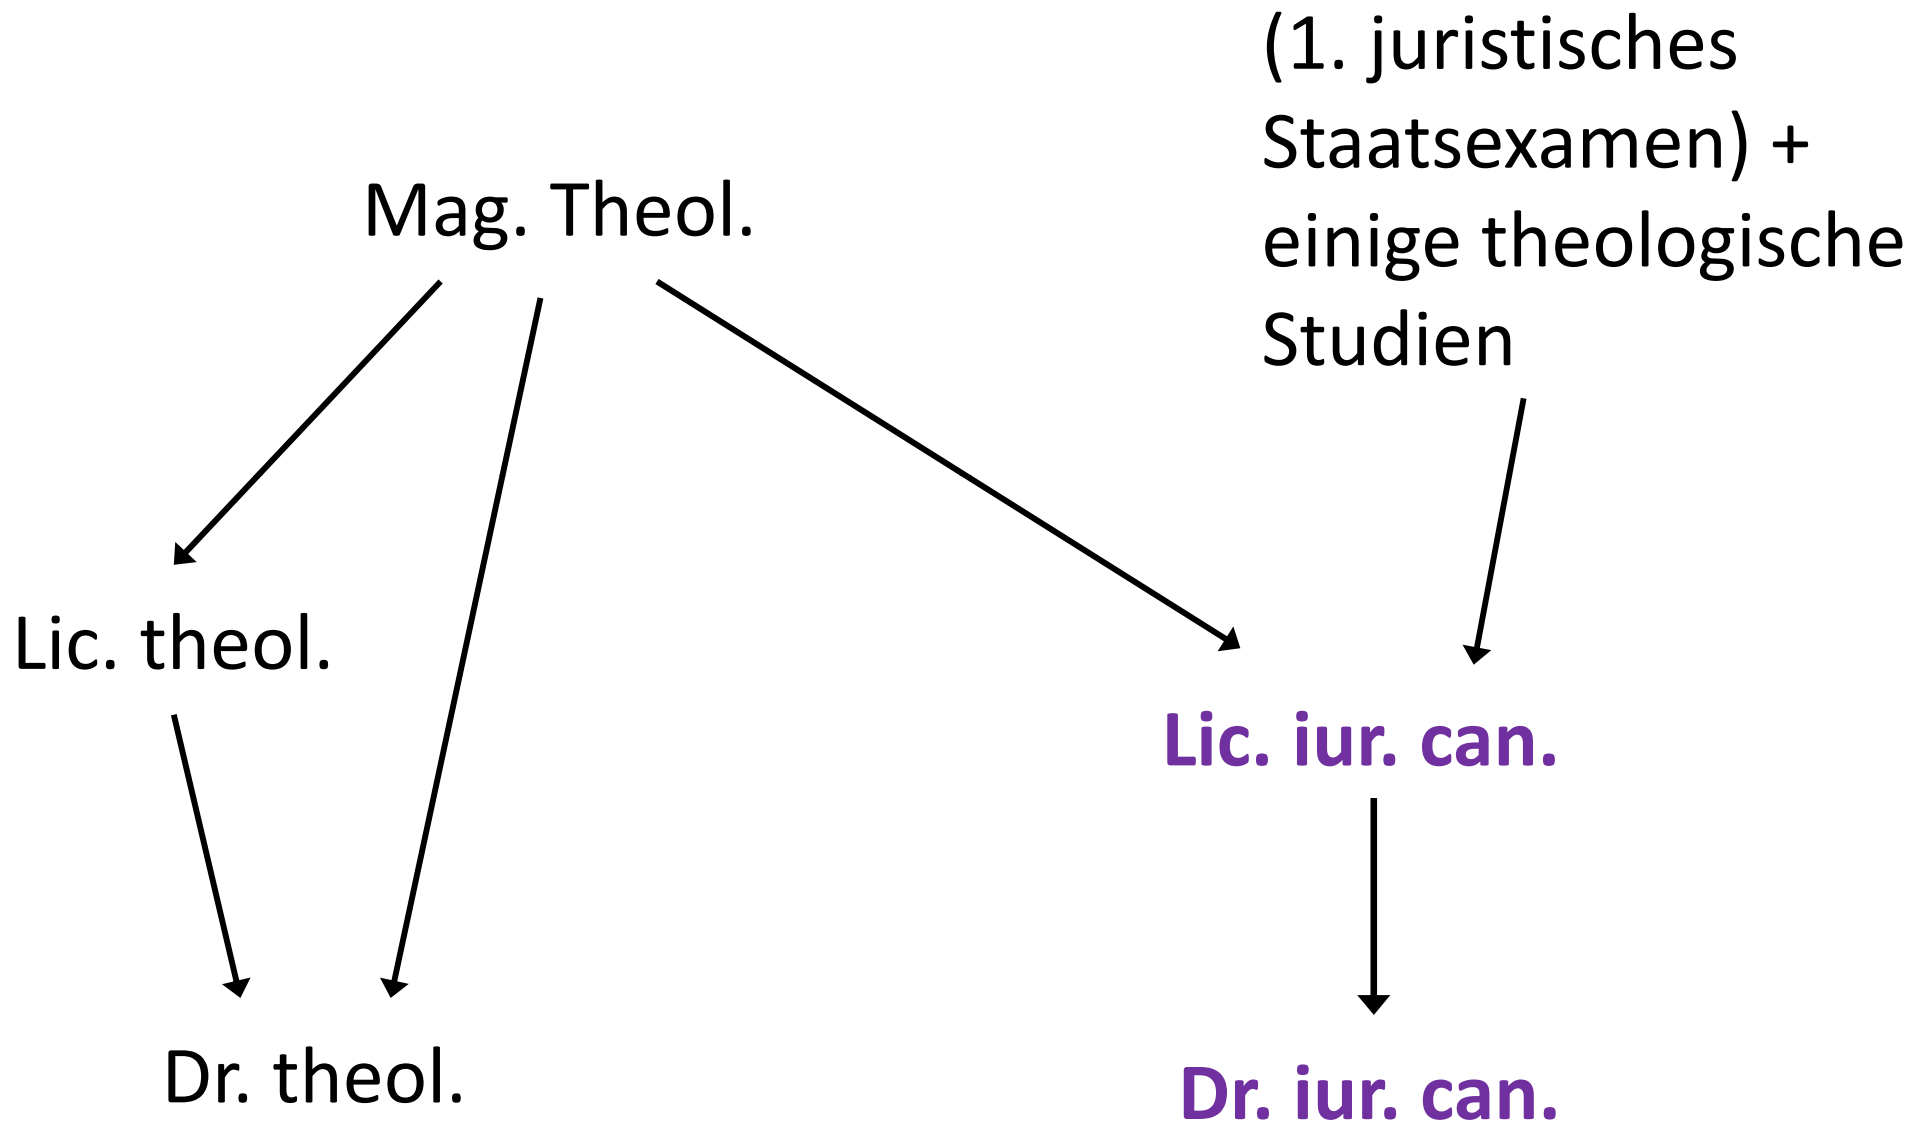 (1. juristisches
Staatsexamen) +
einige theologische
Studien
Mag. Theol.
Lic. theol.
Lic. iur. can.
Dr. theol.
Dr. iur. can.